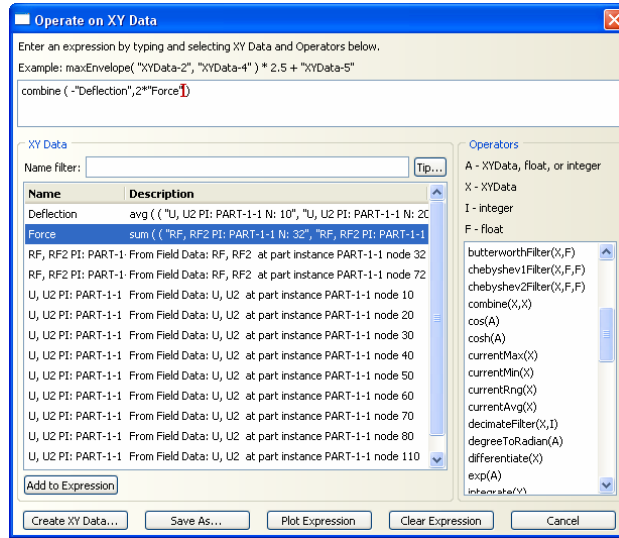 Operate on XY Data
Enter an expression by typing and selecting XY Data and Operators below.
Example: maxEnvelope( "XYData-2", "XYData-4" ) * 2.5 + "XYData-5"
combine ( -"Deflection",2*"Force")
XY Data
Name filter:
Tip...
Name Description
Deflection avg ( ( "U, U2 PI: PART-1-1 N: 10", "U, U2 PI: PART-1-1 N: 20
Force sum ( ( "RF, RF2 PI: PART-1-1 N: 32", "RF, RF2 PI: PART-1-1
RF, RF2 PI: PART-1- From Field Data: RF, RF2 at part instance PART-1-1 node 32
RF, RF2 PI: PART-1- From Field Data: RF, RF2 at part instance PART-1-1 node 72
U, U2 PI: PART-1-1 From Field Data: U, U2 at part instance PART-1-1 node 10
U, U2 PI: PART-1-1 From Field Data: U, U2 at part instance PART-1-1 node 20
U, U2 PI: PART-1-1 From Field Data: U, U2 at part instance PART-1-1 node 30
U, U2 PI: PART-1-1 From Field Data: U, U2 at part instance PART-1-1 node 40
U, U2 PI: PART-1-1 From Field Data: U, U2 at part instance PART-1-1 node 50
U, U2 PI: PART-1-1 From Field Data: U, U2 at part instance PART-1-1 node 60
U, U2 PI: PART-1-1 From Field Data: U, U2 at part instance PART-1-1 node 70
U, U2 PI: PART-1-1 From Field Data: U, U2 at part instance PART-1-1 node 80
U, U2 PI: PART-1-1 From Field Data: U, U2 at part instance PART-1-1 node 110
Add to Expression
Operators
A - XYData, float, or integer
X - XYData
I - integer
F - float
butterworthFilter(X,F)
chebyshev1Filter(X,F,F)
chebyshev2Filter(X,F,F)
combine(X,X)
cos(A)
cosh(A)
currentMax(X)
currentMin(X)
currentRng(X)
currentAvg(X)
decimateFilter(X,I)
degreeToRadian(A)
differentiate(X)
exp(A)
integrate(X)
Create XY Data... Save As... Plot Expression Clear Expression Cancel